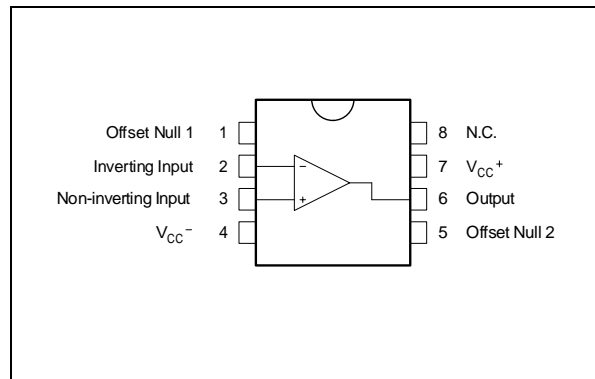 Offset Null 1 1 8 N.C.
Inverting Input 2 − 7 VCC+
Non-inverting Input 3 + 6 Output
VCC− 4 5 Offset Null 2